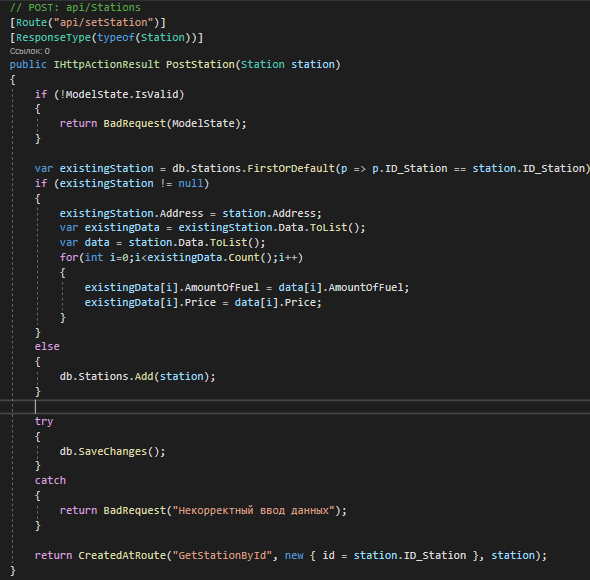 // POST: api/Stations
[Route("api/setStation")]
[ResponseType(typeof(Station))]
Ссылок: 0
public IHttpActionResult PostStation(Station station)
{
if (!ModelState.IsValid)
{
return BadRequest(ModelState);
}
var existingStation = db.Stations.FirstOrDefault(p => p.ID_Station == station.ID_Station)
if (existingStation != null)
{
existingStation.Address = station.Address;
var existingData = existingStation.Data.ToList();
var data = station.Data.ToList();
for(int i=0;i<existingData.Count();i++)
{
existingData[i].AmountOfFuel = data[i].AmountOfFuel;
existingData[i].Price = data[i].Price;
}
}
else
{
db.Stations.Add(station);
}
try
{
db.SaveChanges();
}
catch
{
return BadRequest("Некорректный ввод данных");
}
return CreatedAtRoute("GetStationById", new { id = station.ID_Station }, station);
}